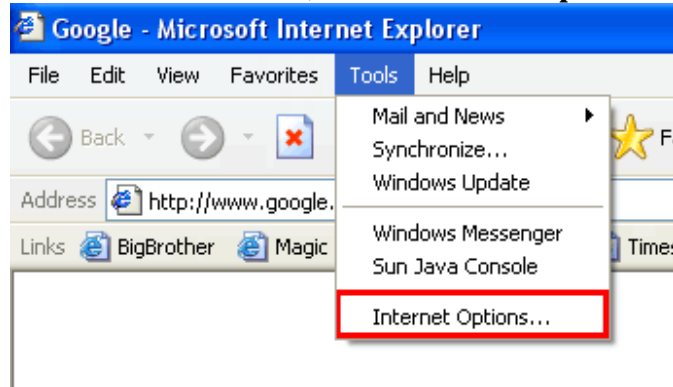 Google - Microsoft Internet Explorer
File Edit View Favorites Tools Help
Back
Mail and News
Synchronize...
Windows Update
Address http://www.google.
Windows Messenger
Links BigBrother Magic
Sun Java Console
Internet Options...